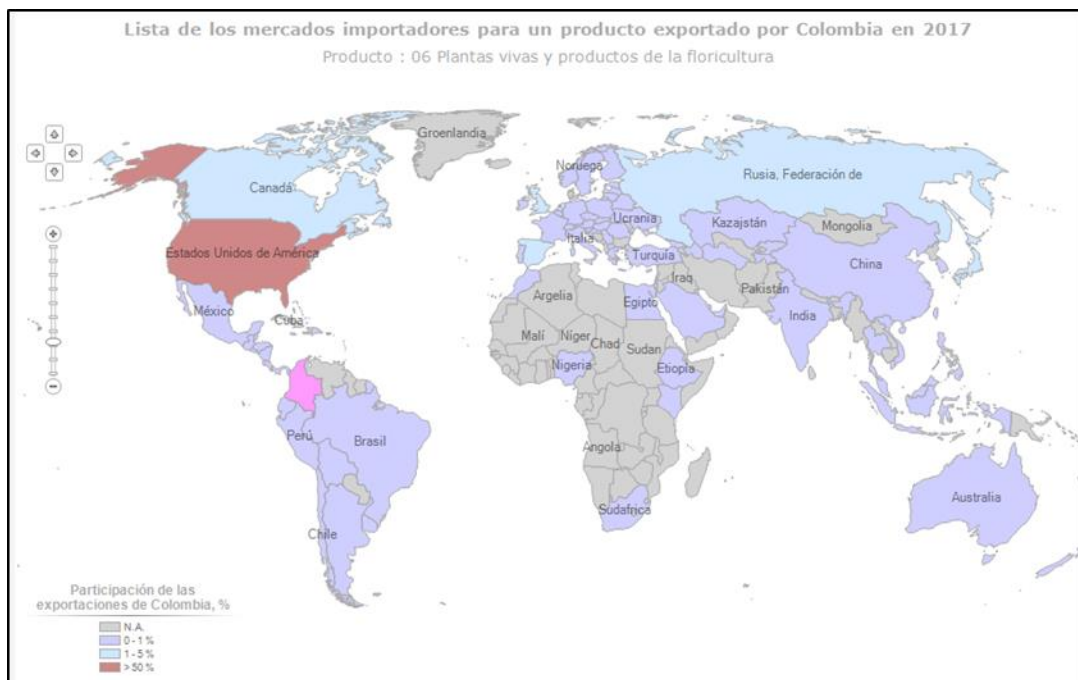 Lista de los mercados importadores para un producto exportado por Colombia en 2017
Producto : 06 Plantas vivas y productos de la floricultura
Groenlandia
Noruega
Canadá
Rusia, Federación de
Ucrania
Kazajstán
Mongolia
Italia
Estados Unidos de América
Turquía
China
Iraq
Pakistán
Argelia
Egipto
México
India
Cuba
Malí
Níger
Chad
Sudan
Nigeria
Etiopía
Perú
Brasil
Angola
Australia
Sudafrica
Chile
Participación de las
exportaciones de Colombia, %
N.A.
0 - 1 %
1 - 5 %
> 50 %